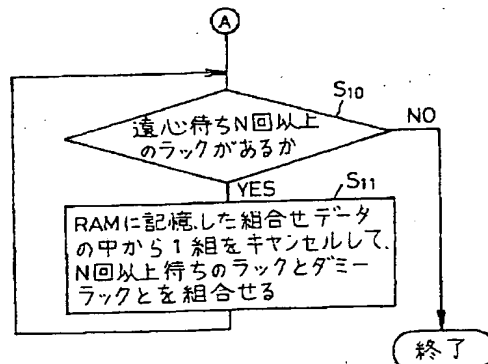 A
S10
遠心待ちN回以上
のラックがあるか
NO
YES
S11
RAMに記憶した組合せデータ
の中から1組をキャンセルして、
N回以上待ちのラックとダミー
ラックとを組合せる
終了